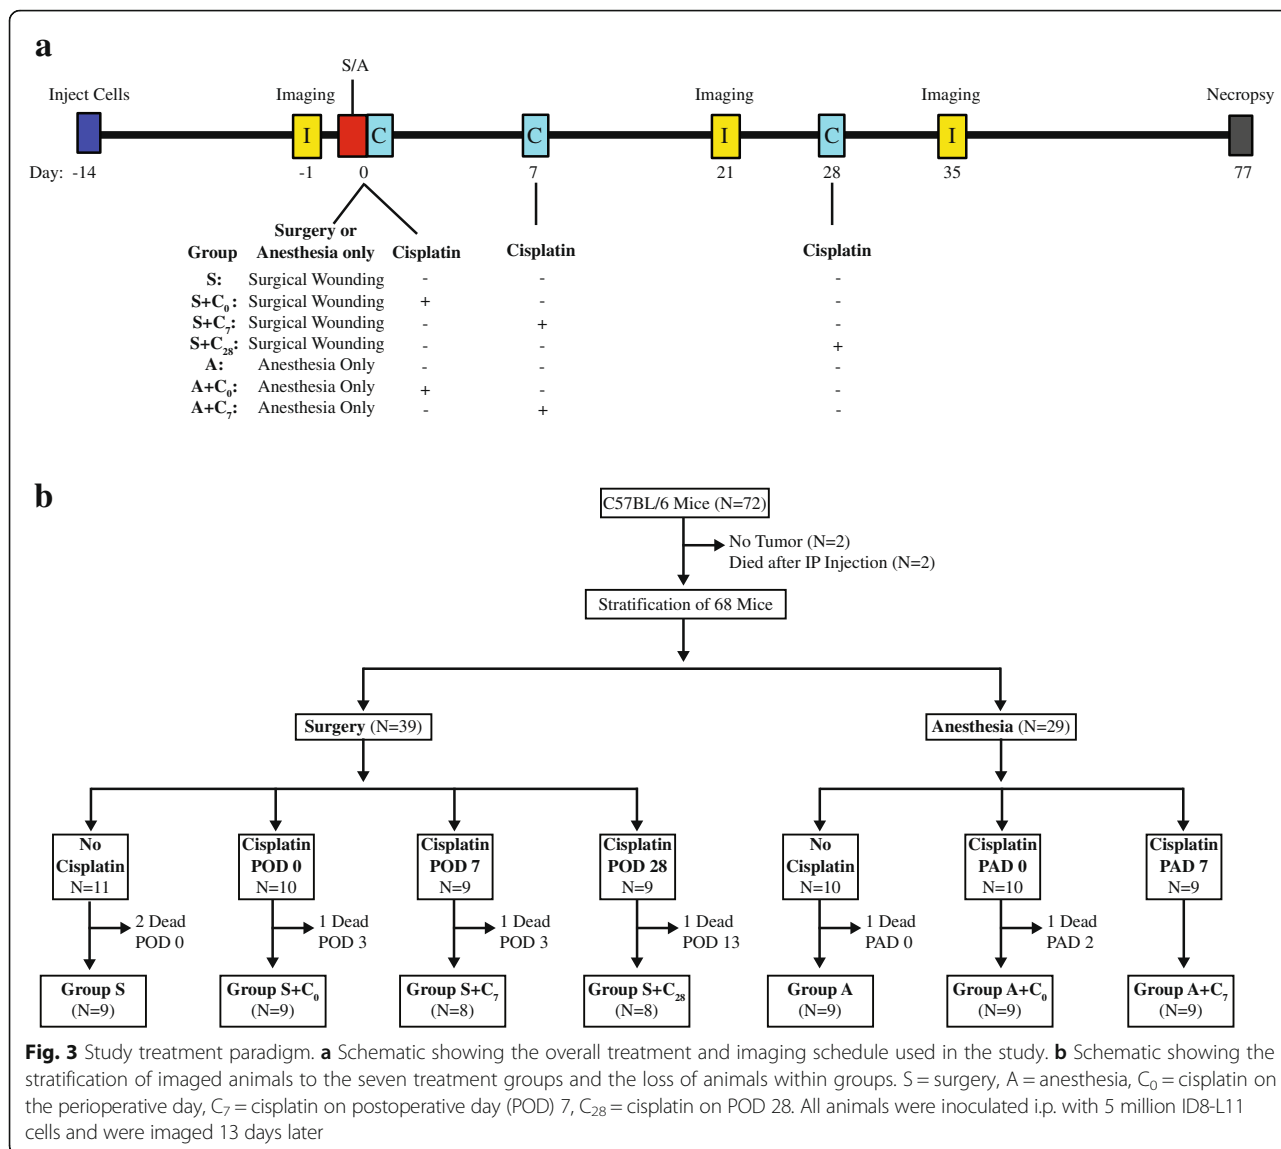 a
S/A
Inject Cells Imaging Imaging Imaging Necropsy
I C C I C I
Day: -14 -1 0 7 21 28 35 77
Surgery or
Group Anesthesia only Cisplatin Cisplatin Cisplatin
S: Surgical Wounding - - -
S+C₀: Surgical Wounding + - -
S+C₇: Surgical Wounding - + -
S+C₂₈: Surgical Wounding - - +
A: Anesthesia Only - - -
A+C₀: Anesthesia Only + - -
A+C₇: Anesthesia Only - + -
b
C57BL/6 Mice (N=72)
No Tumor (N=2)
Died after IP Injection (N=2)
Stratification of 68 Mice
Surgery (N=39) Anesthesia (N=29)
No Cisplatin Cisplatin Cisplatin No Cisplatin Cisplatin
Cisplatin POD 0 POD 7 POD 28 Cisplatin PAD 0 PAD 7
N=11 N=10 N=9 N=9 N=10 N=10 N=9
2 Dead 1 Dead 1 Dead 1 Dead 1 Dead 1 Dead
POD 0 POD 3 POD 3 POD 13 PAD 0 PAD 2
Group S Group S+C₀ Group S+C₇ Group S+C₂₈ Group A Group A+C₀ Group A+C₇
(N=9) (N=9) (N=8) (N=8) (N=9) (N=9) (N=9)
Fig. 3 Study treatment paradigm. a Schematic showing the overall treatment and imaging schedule used in the study. b Schematic showing the
stratification of imaged animals to the seven treatment groups and the loss of animals within groups. S = surgery, A = anesthesia, C₀ = cisplatin on
the perioperative day, C₇ = cisplatin on postoperative day (POD) 7, C₂₈ = cisplatin on POD 28. All animals were inoculated i.p. with 5 million ID8-L11
cells and were imaged 13 days later